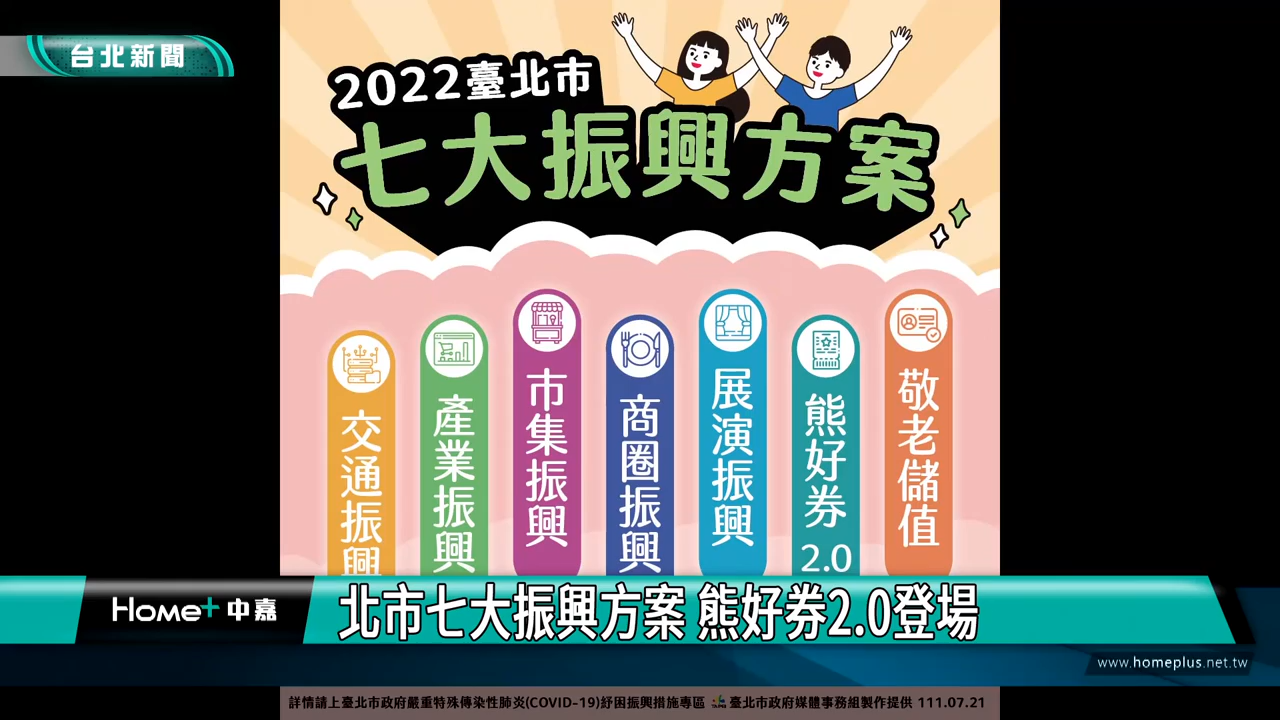 台北新聞
2022臺北市
七大振興方案
交通振興
產業振興
市集振興
商圈振興
展演振興
熊好券2.0
敬老儲值
Home+ 中嘉
北市七大振興方案 熊好券2.0登場
www.homeplus.net.tw
詳情請上臺北市政府嚴重特殊傳染性肺炎(COVID-19)紓困振興措施專區 臺北市政府媒體事務組製作提供 111.07.21